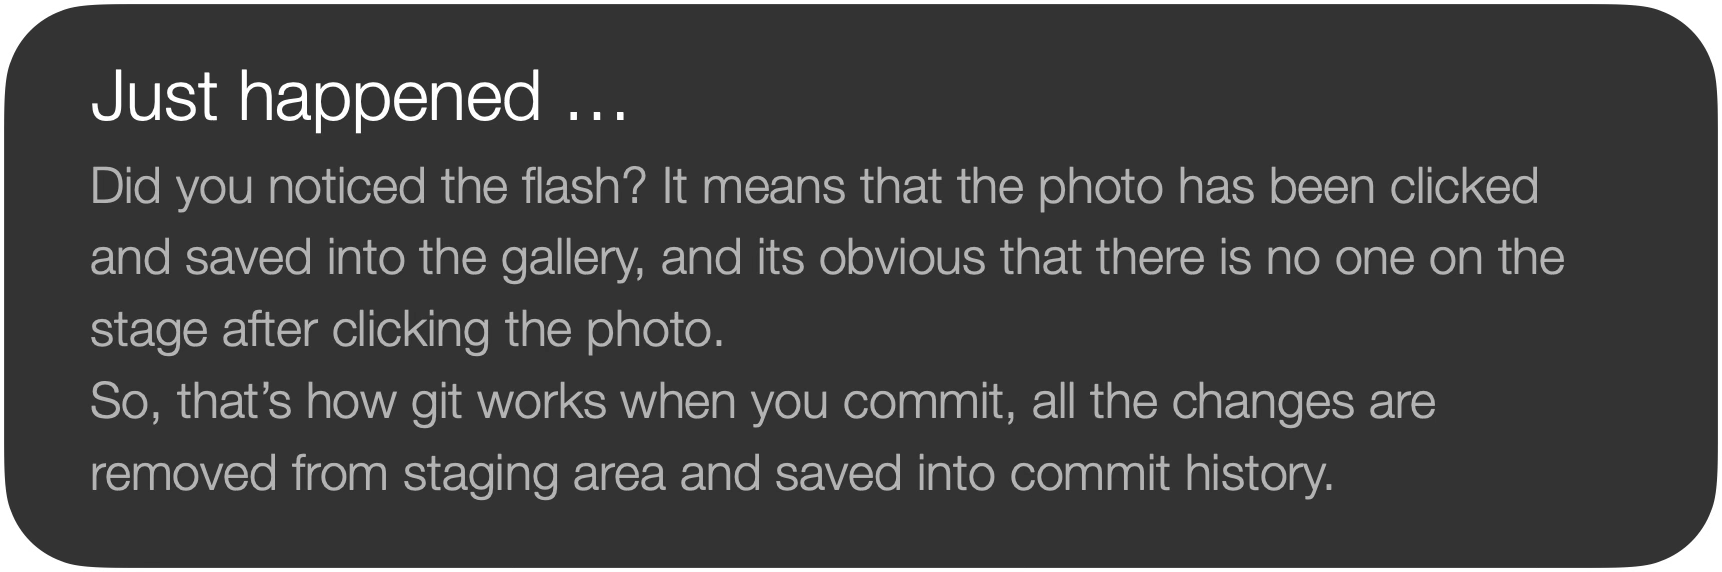 Just happened …
Did you noticed the flash? It means that the photo has been clicked
and saved into the gallery, and its obvious that there is no one on the
stage after clicking the photo.
So, that’s how git works when you commit, all the changes are
removed from staging area and saved into commit history.